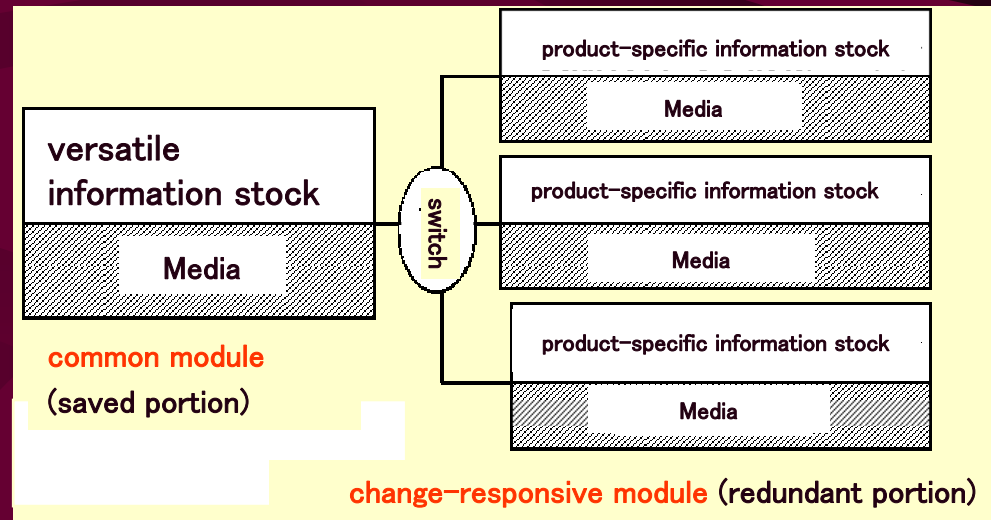 versatile
information stock
Media
common module
(saved portion)
switch
product-specific information stock
Media
product-specific information stock
Media
product-specific information stock
Media
change-responsive module (redundant portion)